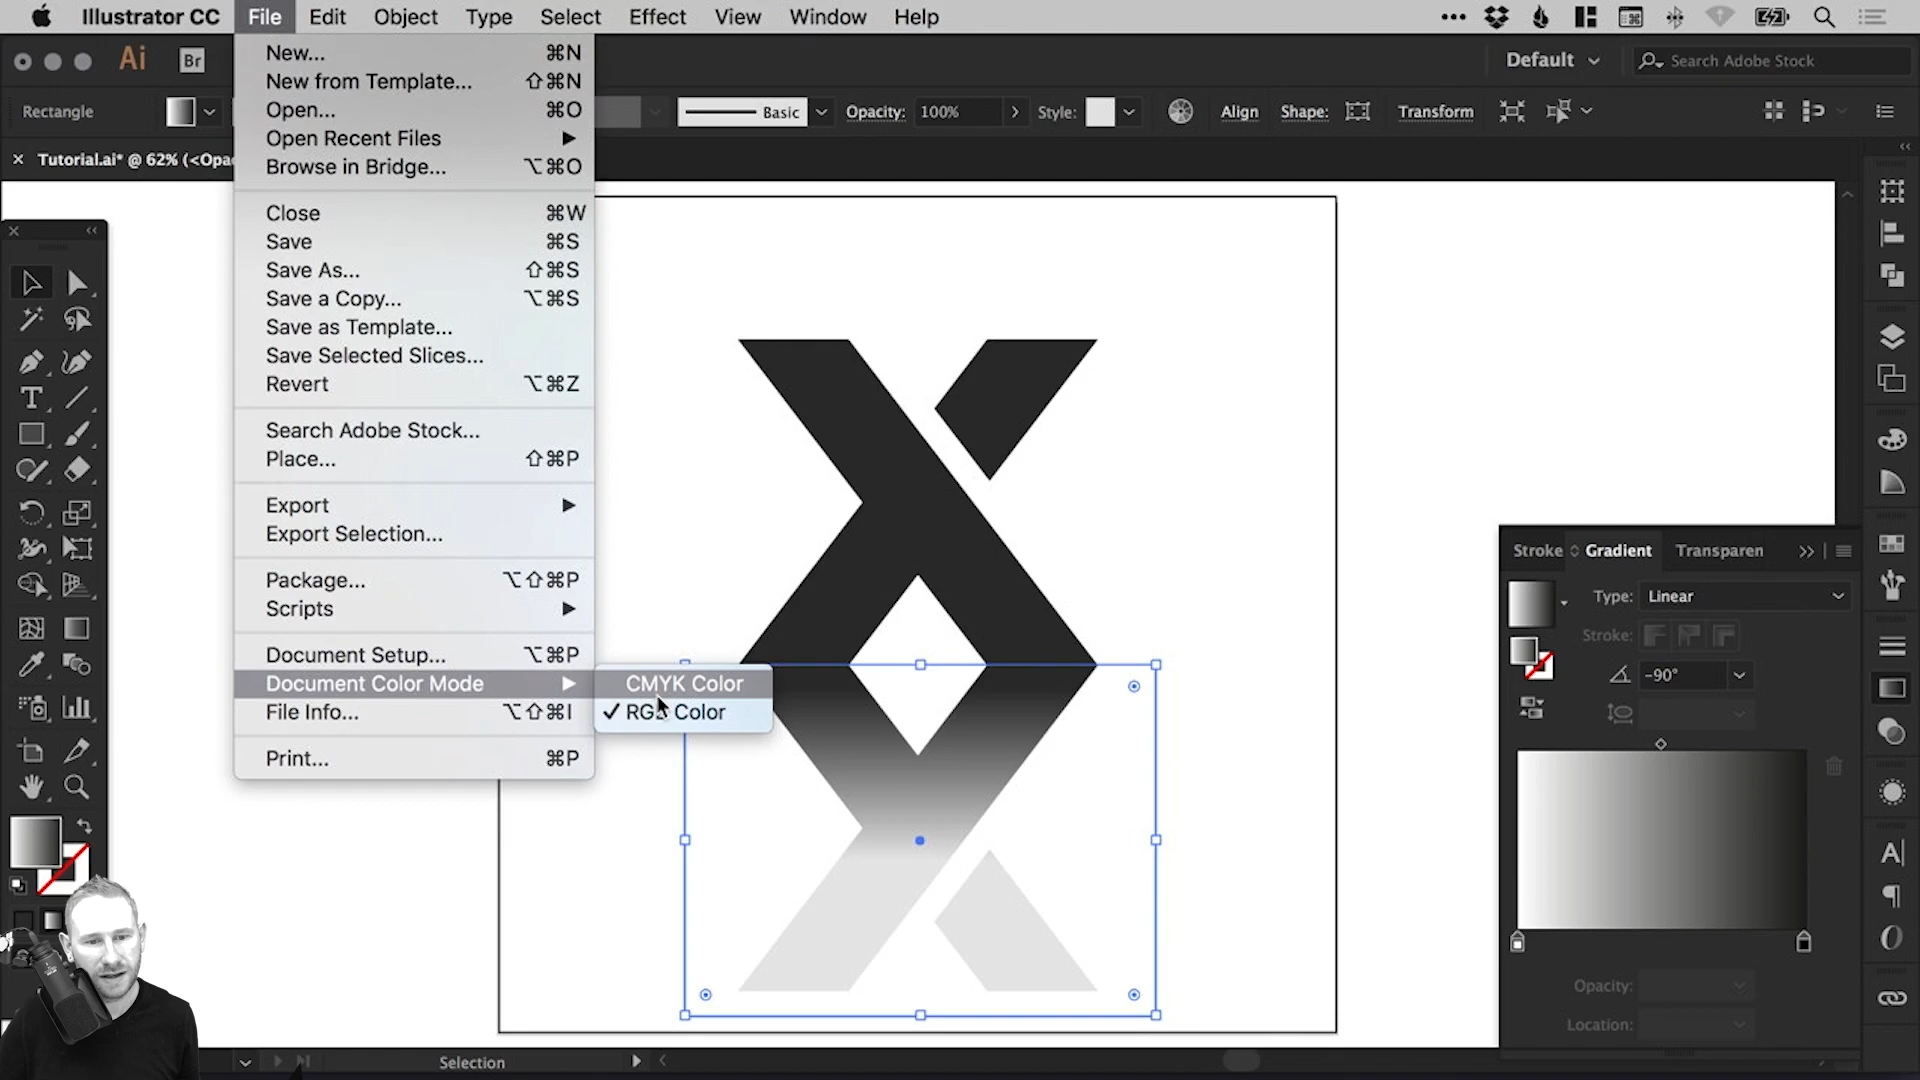 Illustrator CC File Edit Object Type Select Effect View Window Help
Ai Br Default Search Adobe Stock
Rectangle Basic Opacity: 100% Style: Align Shape: Transform
Tutorial.ai* @ 62% (<Opa
New... ⌘N
New from Template... ⇧⌘N
Open... ⌘O
Open Recent Files
Browse in Bridge... ⌥⌘O
Close ⌘W
Save ⌘S
Save As... ⇧⌘S
Save a Copy... ⌥⌘S
Save as Template...
Save Selected Slices...
Revert ⌥⌘Z
Search Adobe Stock...
Place... ⇧⌘P
Export
Export Selection...
Package... ⌥⇧⌘P
Scripts
Document Setup... ⌥⌘P
Document Color Mode
File Info... ⌥⇧⌘I
Print... ⌘P
CMYK Color
✓ RGB Color
Stroke Gradient Transparen
Type: Linear
Stroke:
-90°
Opacity:
Location:
Selection